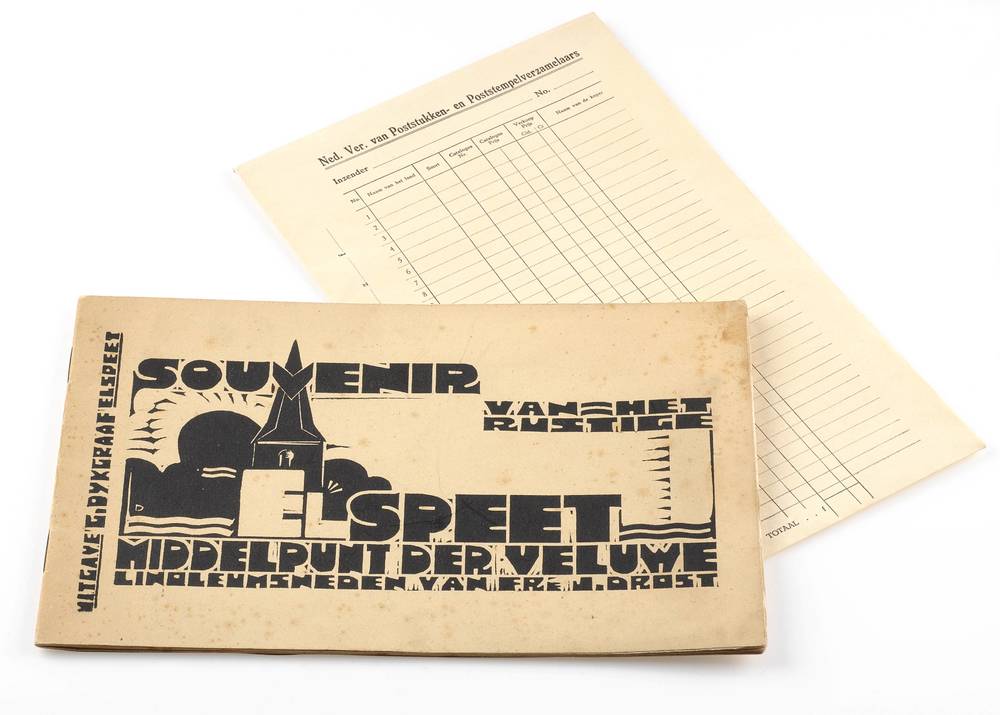 Ned. Ver. van Poststukken- en Poststempelverzamelaars
Inzender No.
No. Naam van het land Soort Catalogus No. Catalogus Prijs Verkoop Prijs Naam van de koper
Gld. Ct.
1
2
3
4
5
6
7
8
TOTAAL . . f
UITGAVE G. DYKGRAAF ELSPEET
SOUVENIR
VAN HET
RUSTIGE
ELSPEET
MIDDELPUNT DER VELUWE
LINOLEUMSNEDEN VAN FRE J. DROST